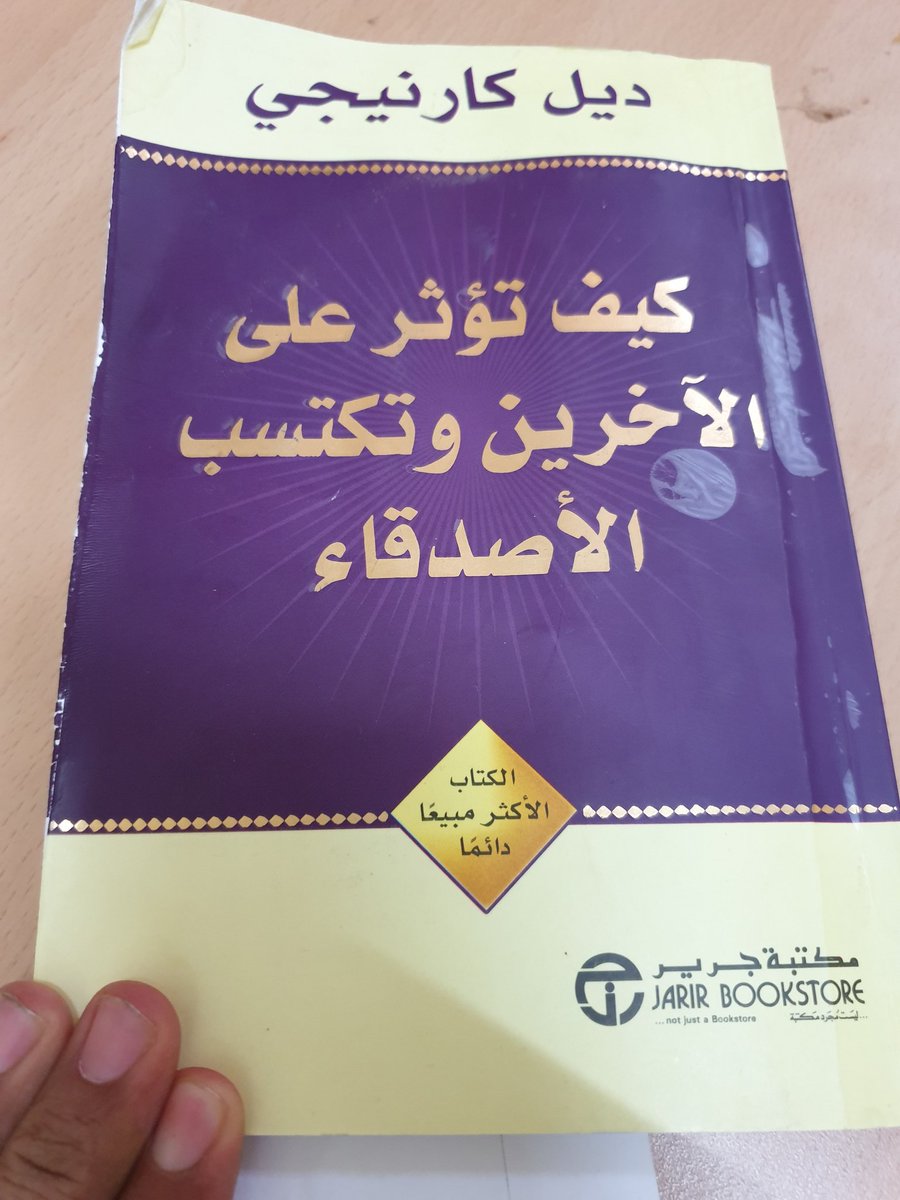 ديل كارنيجي
كيف تؤثر على
الآخرين وتكتسب
الأصدقاء
الكتاب
الأكثر مبيعًا
دائمًا
مكتبة جرير
JARIR BOOKSTORE
...not just a Bookstore ...ليست مجرد مكتبة